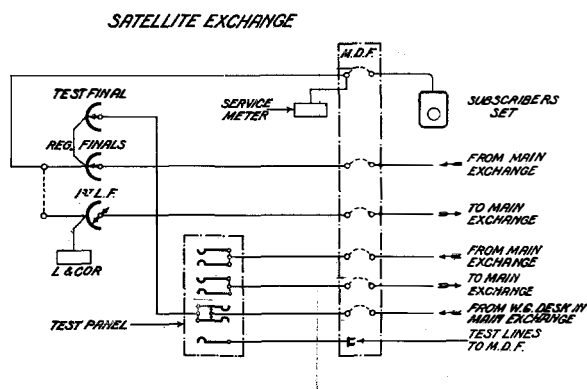 SATELLITE EXCHANGE
M.D.F.
TEST FINAL
SERVICE
METER
SUBSCRIBERS
SET
REG. FINALS
FROM MAIN
EXCHANGE
1ST L.F.
TO MAIN
EXCHANGE
L & COR
FROM MAIN
EXCHANGE
TO MAIN
EXCHANGE
FROM W.G. DESK IN
MAIN EXCHANGE
TEST PANEL
TEST LINES
TO M.D.F.